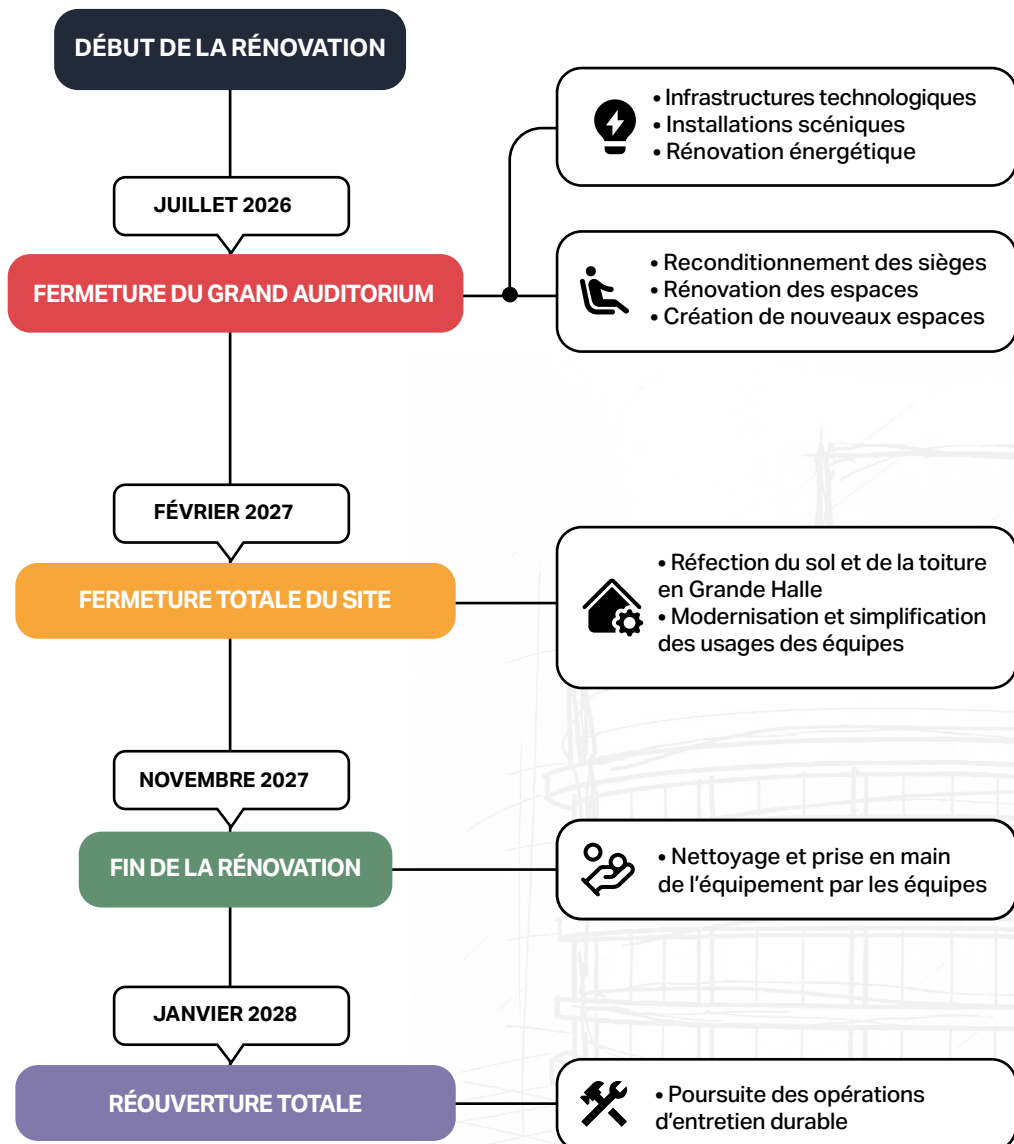 DÉBUT DE LA RÉNOVATION
• Infrastructures technologiques
• Installations scéniques
• Rénovation énergétique
JUILLET 2026
FERMETURE DU GRAND AUDITORIUM
• Reconditionnement des sièges
• Rénovation des espaces
• Création de nouveaux espaces
FÉVRIER 2027
FERMETURE TOTALE DU SITE
• Réfection du sol et de la toiture
en Grande Halle
• Modernisation et simplification
des usages des équipes
NOVEMBRE 2027
FIN DE LA RÉNOVATION
• Nettoyage et prise en main
de l’équipement par les équipes
JANVIER 2028
RÉOUVERTURE TOTALE
• Poursuite des opérations
d’entretien durable